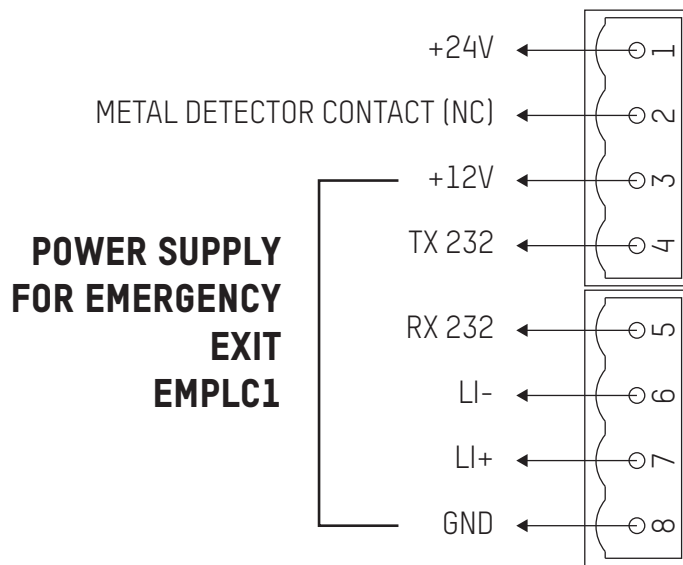 +24V
1
METAL DETECTOR CONTACT (NC)
2
+12V
3
TX 232
4
RX 232
5
LI-
6
LI+
7
GND
8
POWER SUPPLY
FOR EMERGENCY
EXIT
EMPLC1